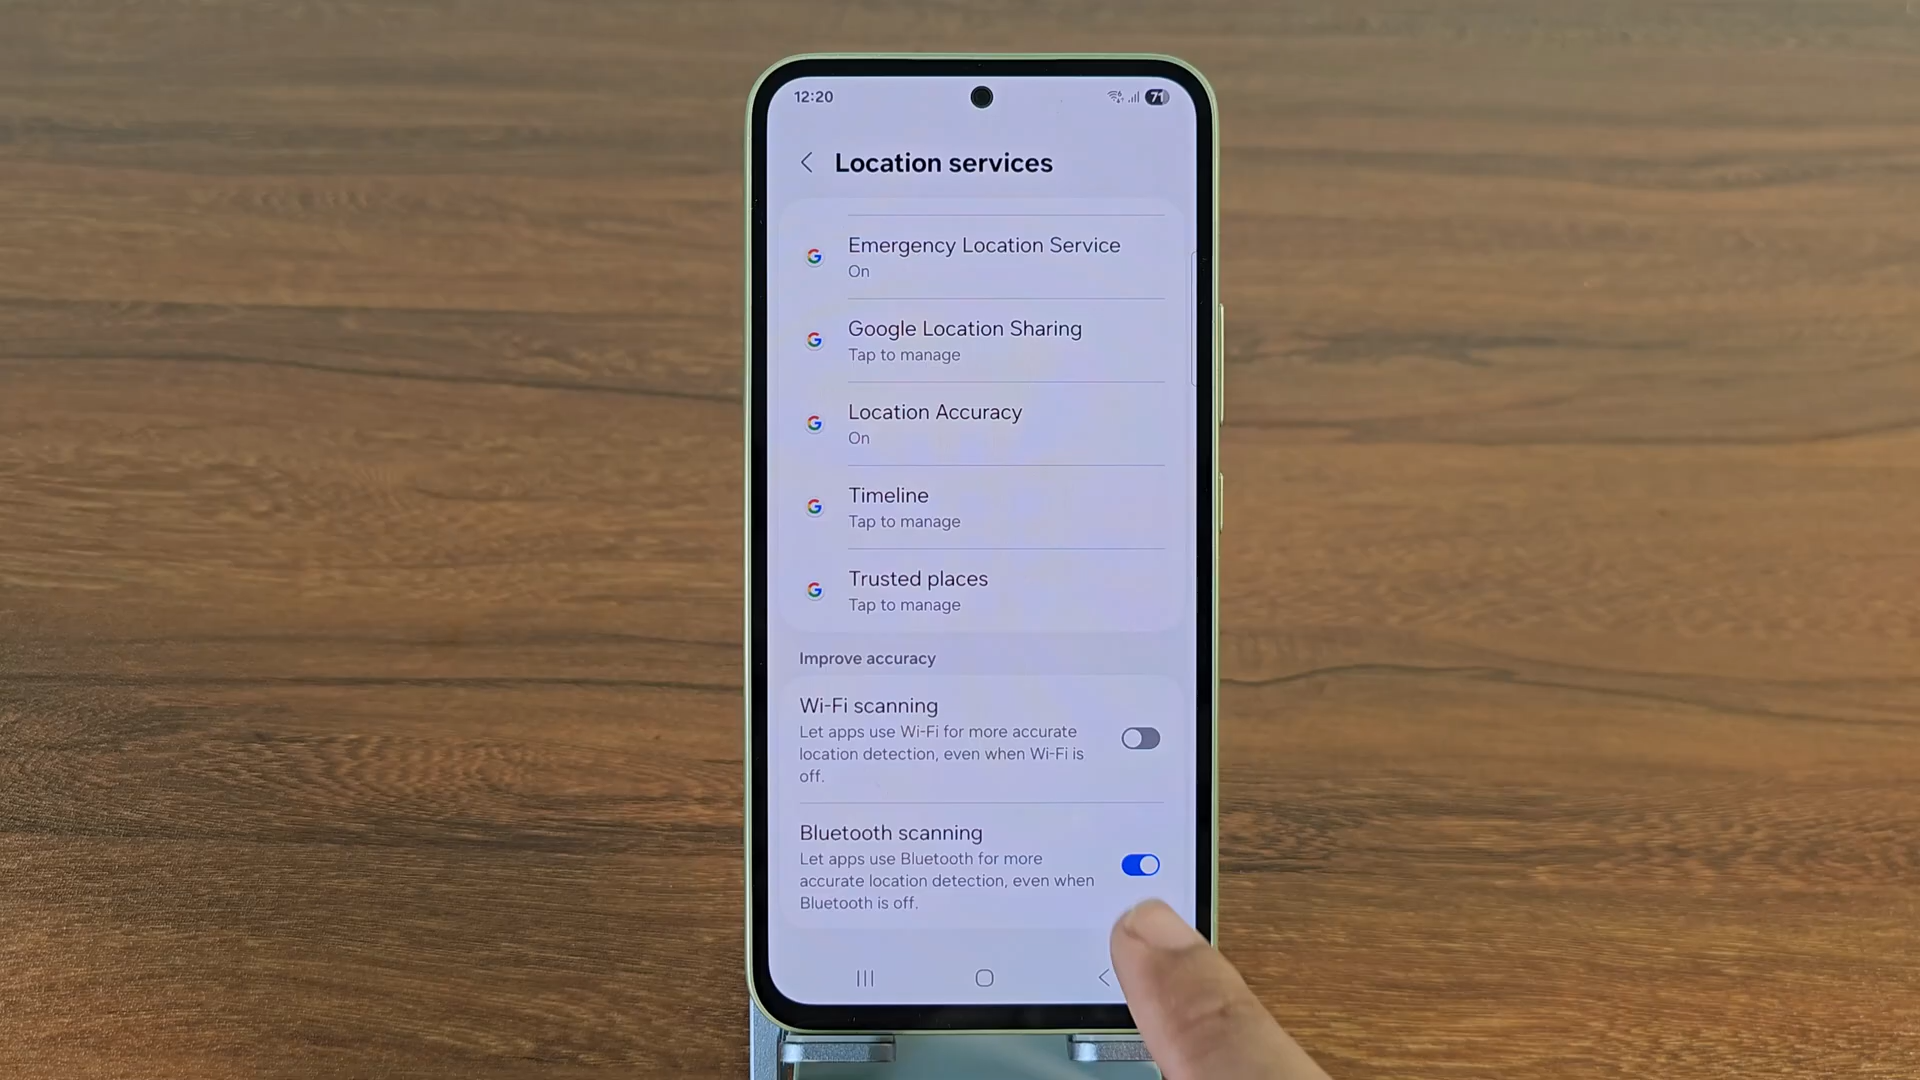 12:20
71
Location services
Emergency Location Service
On
Google Location Sharing
Tap to manage
Location Accuracy
On
Timeline
Tap to manage
Trusted places
Tap to manage
Improve accuracy
Wi-Fi scanning
Let apps use Wi-Fi for more accurate
location detection, even when Wi-Fi is
off.
Bluetooth scanning
Let apps use Bluetooth for more
accurate location detection, even when
Bluetooth is off.